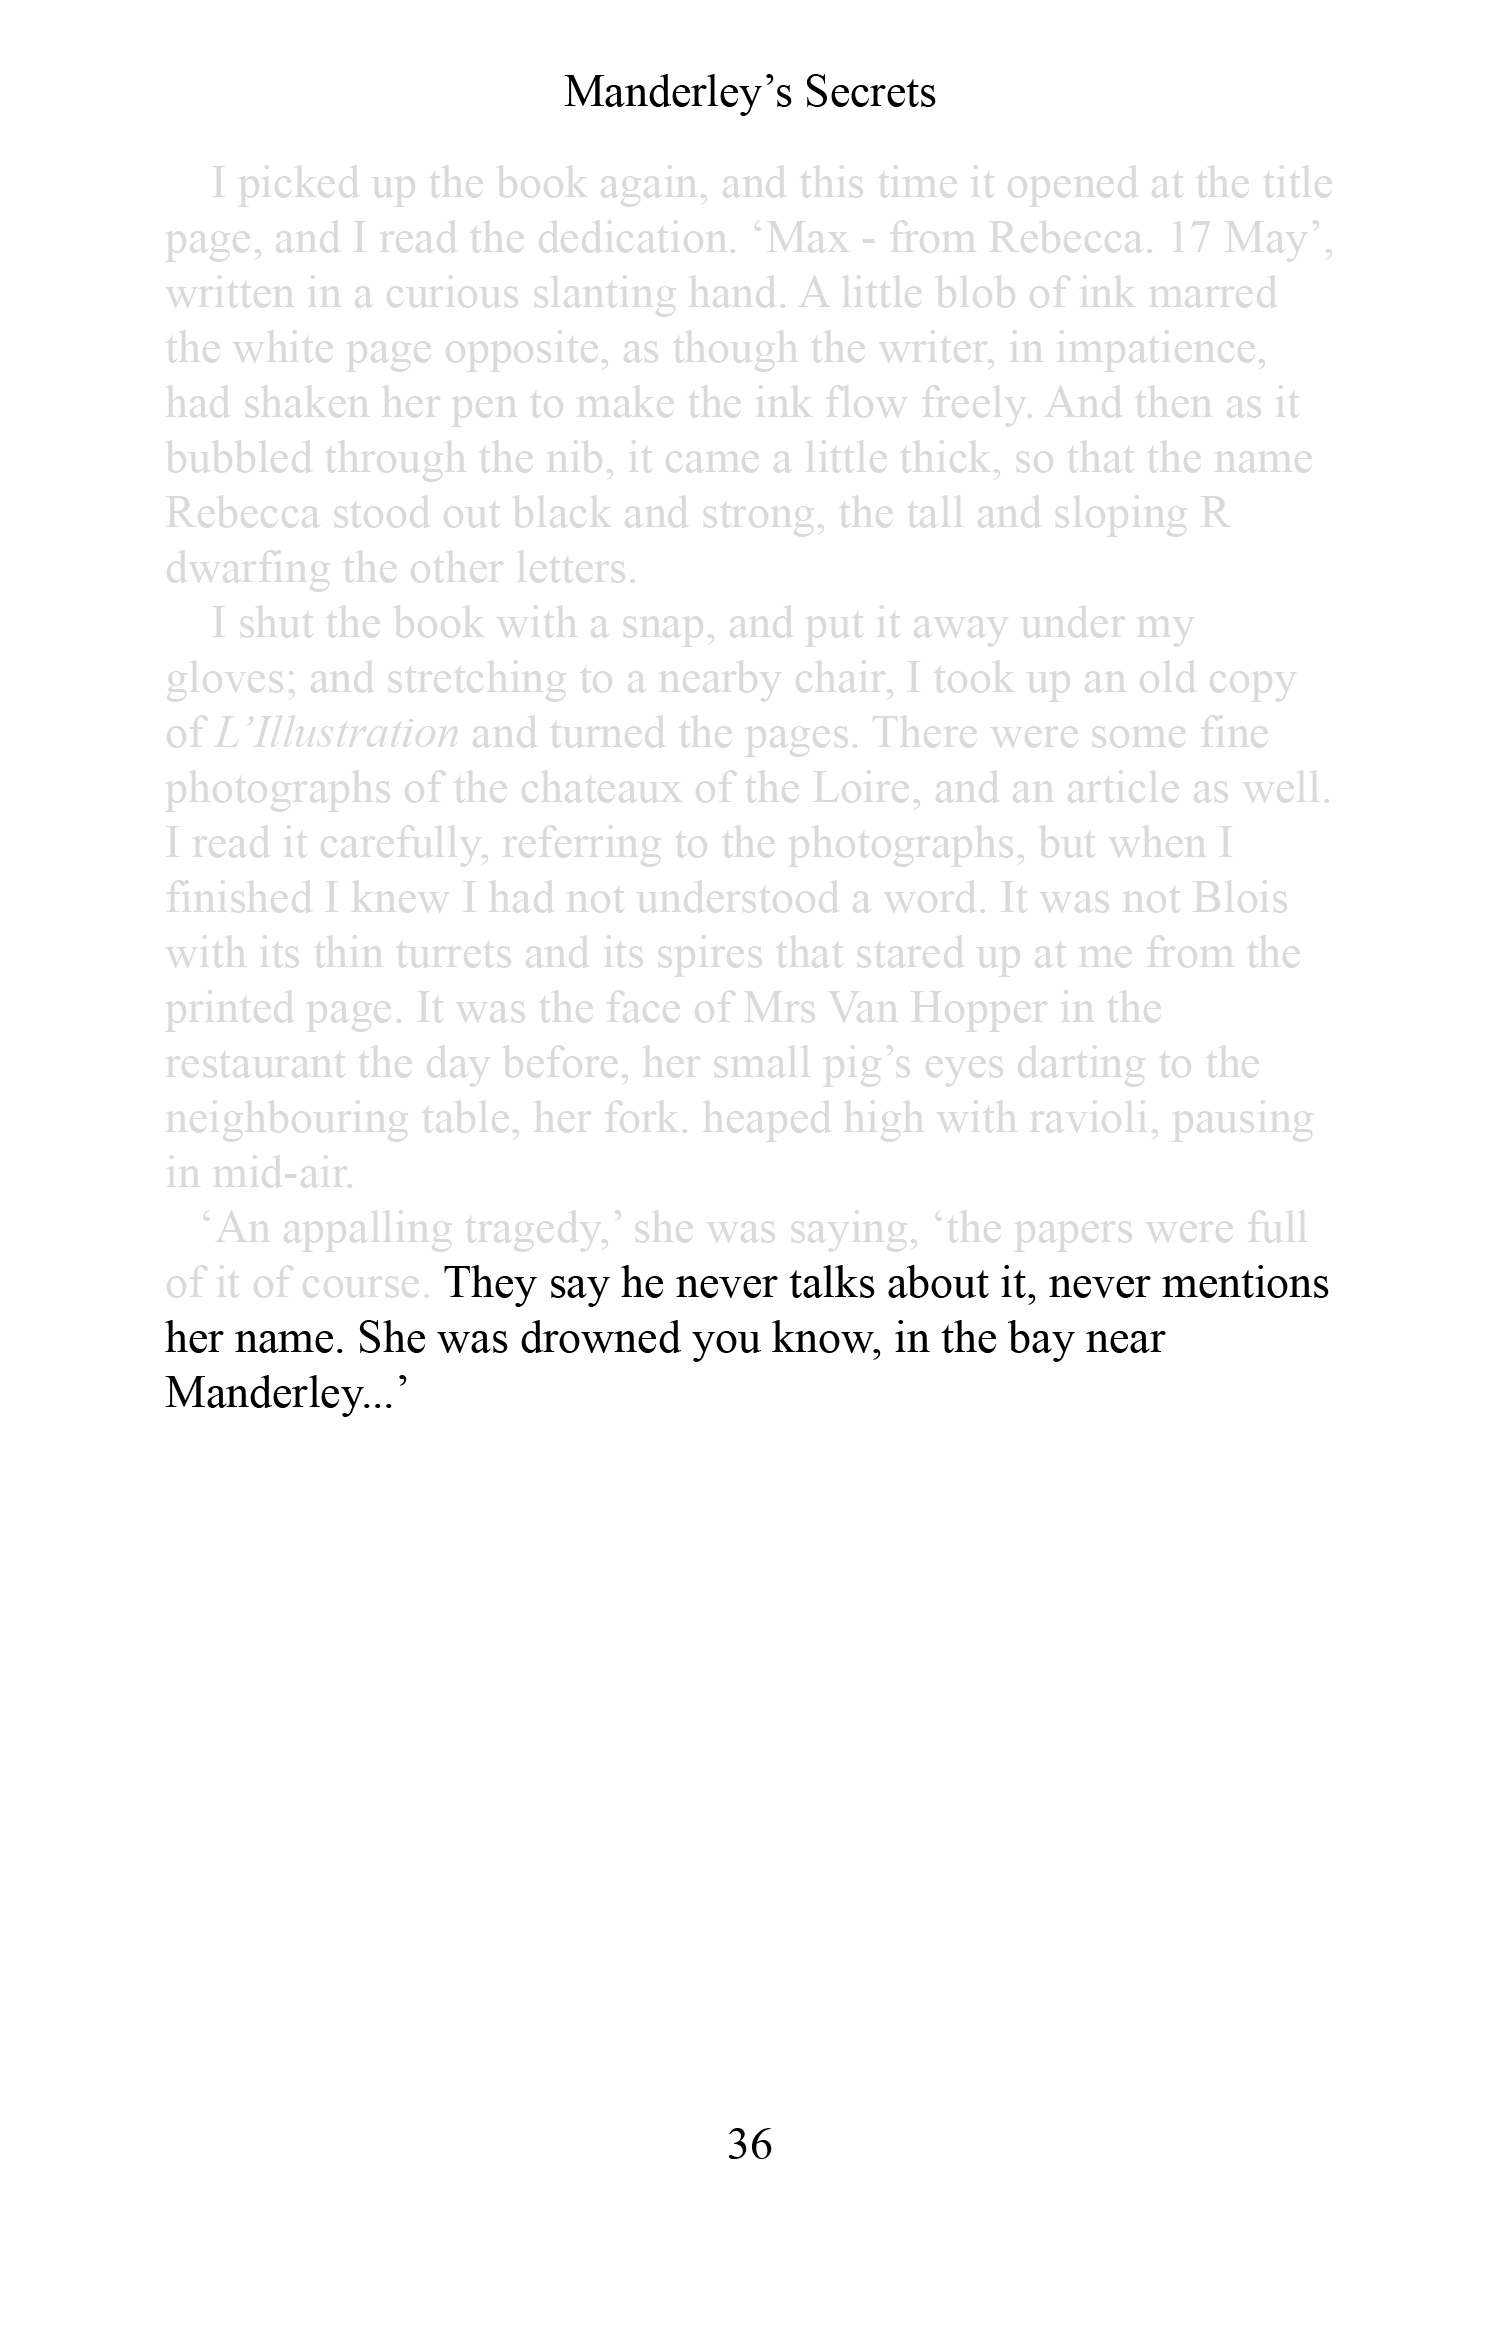 Manderley’s Secrets
I picked up the book again, and this time it opened at the title
page, and I read the dedication. ‘Max - from Rebecca. 17 May’,
written in a curious slanting hand. A little blob of ink marred
the white page opposite, as though the writer, in impatience,
had shaken her pen to make the ink flow freely. And then as it
bubbled through the nib, it came a little thick, so that the name
Rebecca stood out black and strong, the tall and sloping R
dwarfing the other letters.
I shut the book with a snap, and put it away under my
gloves; and stretching to a nearby chair, I took up an old copy
of L’Illustration and turned the pages. There were some fine
photographs of the chateaux of the Loire, and an article as well.
I read it carefully, referring to the photographs, but when I
finished I knew I had not understood a word. It was not Blois
with its thin turrets and its spires that stared up at me from the
printed page. It was the face of Mrs Van Hopper in the
restaurant the day before, her small pig’s eyes darting to the
neighbouring table, her fork. heaped high with ravioli, pausing
in mid-air.
‘An appalling tragedy,’ she was saying, ‘the papers were full
of it of course. They say he never talks about it, never mentions
her name. She was drowned you know, in the bay near
Manderley...’
36